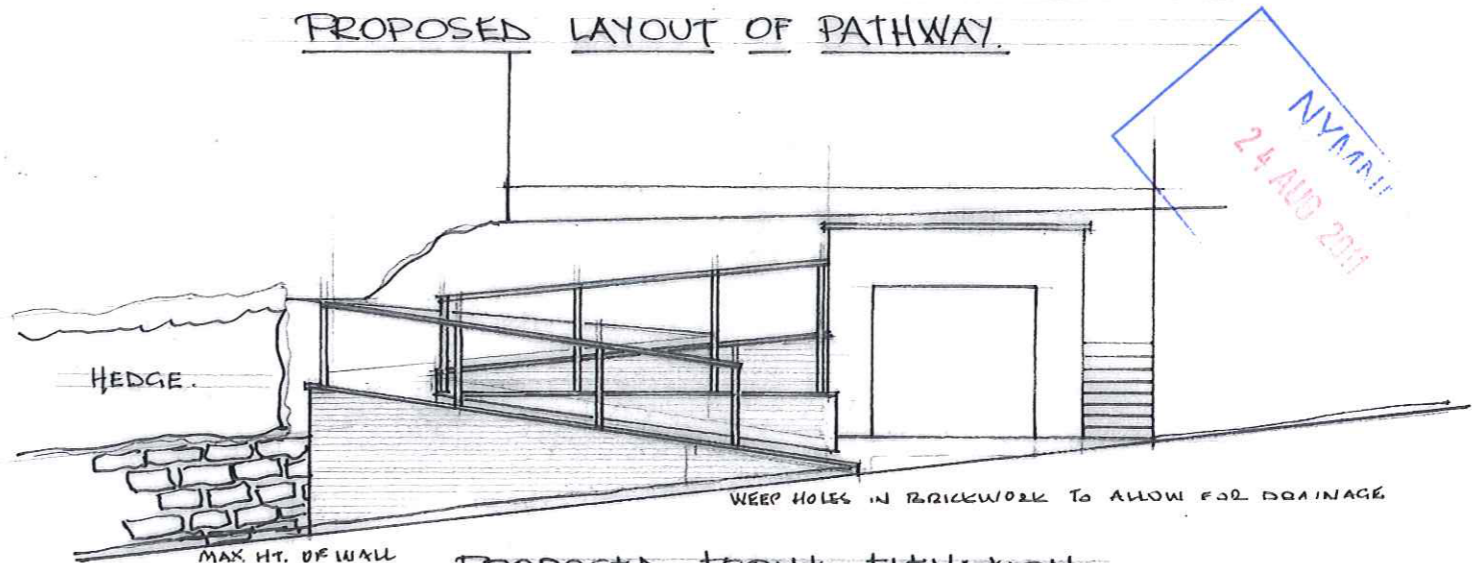 PROPOSED LAYOUT OF PATHWAY.
NYMNP
24 AUG 2011
HEDGE.
WEEP HOLES IN BRICKWORK TO ALLOW FOR DRAINAGE
MAX. HT. OF WALL
PROPOSED